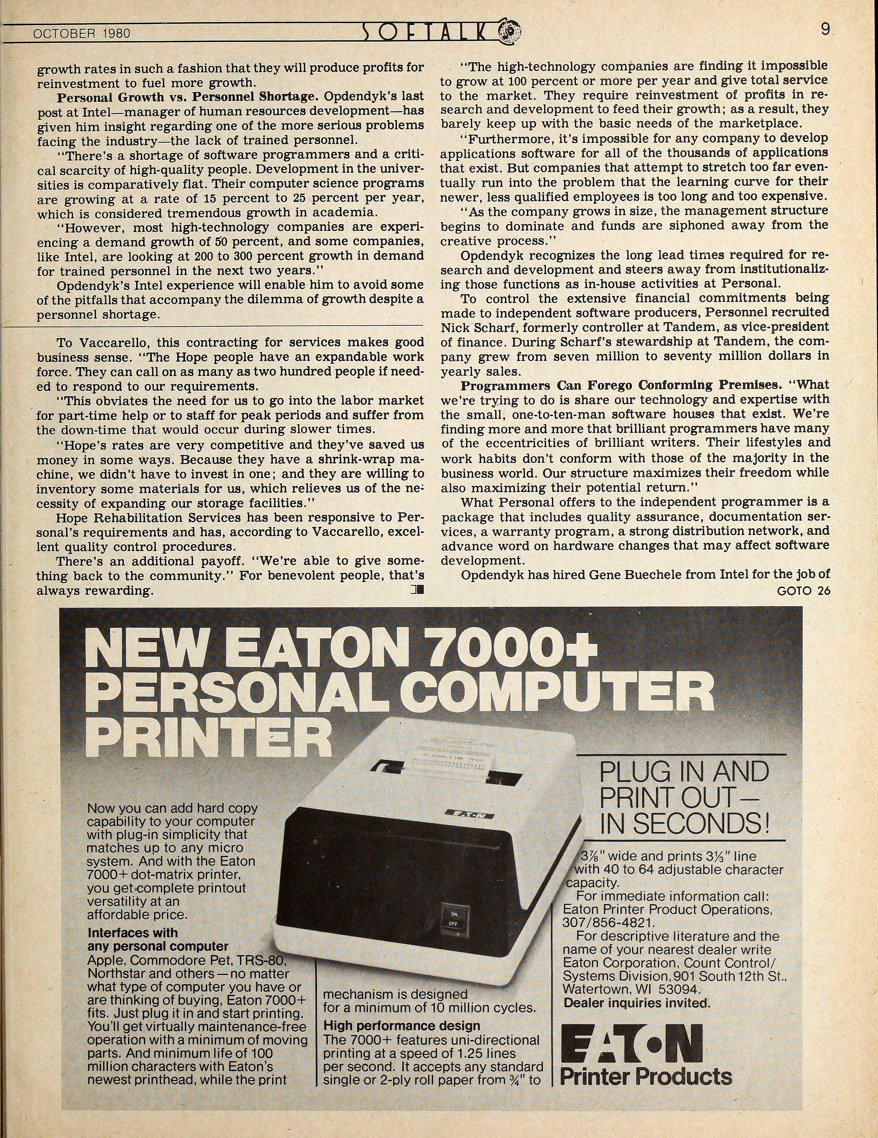 OCTOBER 1980
SOFTALK
9
growth rates in such a fashion that they will produce profits for
reinvestment to fuel more growth.
Personal Growth vs. Personnel Shortage. Opdendyk's last
post at Intel—manager of human resources development—has
given him insight regarding one of the more serious problems
facing the industry—the lack of trained personnel.
"There's a shortage of software programmers and a criti-
cal scarcity of high-quality people. Development in the univer-
sities is comparatively flat. Their computer science programs
are growing at a rate of 15 percent to 25 percent per year,
which is considered tremendous growth in academia.
"However, most high-technology companies are experi-
encing a demand growth of 50 percent, and some companies,
like Intel, are looking at 200 to 300 percent growth in demand
for trained personnel in the next two years."
Opdendyk's Intel experience will enable him to avoid some
of the pitfalls that accompany the dilemma of growth despite a
personnel shortage.
To Vaccarello, this contracting for services makes good
business sense. "The Hope people have an expandable work
force. They can call on as many as two hundred people if need-
ed to respond to our requirements.
"This obviates the need for us to go into the labor market
for part-time help or to staff for peak periods and suffer from
the down-time that would occur during slower times.
"Hope's rates are very competitive and they've saved us
money in some ways. Because they have a shrink-wrap ma-
chine, we didn't have to invest in one; and they are willing to
inventory some materials for us, which relieves us of the ne-
cessity of expanding our storage facilities."
Hope Rehabilitation Services has been responsive to Per-
sonal's requirements and has, according to Vaccarello, excel-
lent quality control procedures.
There's an additional payoff. "We're able to give some-
thing back to the community." For benevolent people, that's
always rewarding.
"The high-technology companies are finding it impossible
to grow at 100 percent or more per year and give total service
to the market. They require reinvestment of profits in re-
search and development to feed their growth; as a result, they
barely keep up with the basic needs of the marketplace.
"Furthermore, it's impossible for any company to develop
applications software for all of the thousands of applications
that exist. But companies that attempt to stretch too far even-
tually run into the problem that the learning curve for their
newer, less qualified employees is too long and too expensive.
"As the company grows in size, the management structure
begins to dominate and funds are siphoned away from the
creative process."
Opdendyk recognizes the long lead times required for re-
search and development and steers away from institutionaliz-
ing those functions as in-house activities at Personal.
To control the extensive financial commitments being
made to independent software producers, Personnel recruited
Nick Scharf, formerly controller at Tandem, as vice-president
of finance. During Scharf's stewardship at Tandem, the com-
pany grew from seven million to seventy million dollars in
yearly sales.
Programmers Can Forego Conforming Premises. "What
we're trying to do is share our technology and expertise with
the small, one-to-ten-man software houses that exist. We're
finding more and more that brilliant programmers have many
of the eccentricities of brilliant writers. Their lifestyles and
work habits don't conform with those of the majority in the
business world. Our structure maximizes their freedom while
also maximizing their potential return."
What Personal offers to the independent programmer is a
package that includes quality assurance, documentation ser-
vices, a warranty program, a strong distribution network, and
advance word on hardware changes that may affect software
development.
Opdendyk has hired Gene Buechele from Intel for the job of
GOTO 26
NEW EATON 7000+
PERSONAL COMPUTER
PRINTER
PLUG IN AND
PRINT OUT—
IN SECONDS!
EATON
ON
OFF
Now you can add hard copy
capability to your computer
with plug-in simplicity that
matches up to any micro
system. And with the Eaton
7000+ dot-matrix printer,
you get complete printout
versatility at an
affordable price.
Interfaces with
any personal computer
Apple, Commodore Pet, TRS-80,
Northstar and others—no matter
what type of computer you have or
are thinking of buying, Eaton 7000+
fits. Just plug it in and start printing.
You'll get virtually maintenance-free
operation with a minimum of moving
parts. And minimum life of 100
million characters with Eaton's
newest printhead, while the print
mechanism is designed
for a minimum of 10 million cycles.
High performance design
The 7000+ features uni-directional
printing at a speed of 1.25 lines
per second. It accepts any standard
single or 2-ply roll paper from ¾" to
3⅞" wide and prints 3⅓" line
with 40 to 64 adjustable character
capacity.
For immediate information call:
Eaton Printer Product Operations,
307/856-4821.
For descriptive literature and the
name of your nearest dealer write
Eaton Corporation, Count Control/
Systems Division, 901 South 12th St.,
Watertown, WI 53094.
Dealer inquiries invited.
EATON
Printer Products